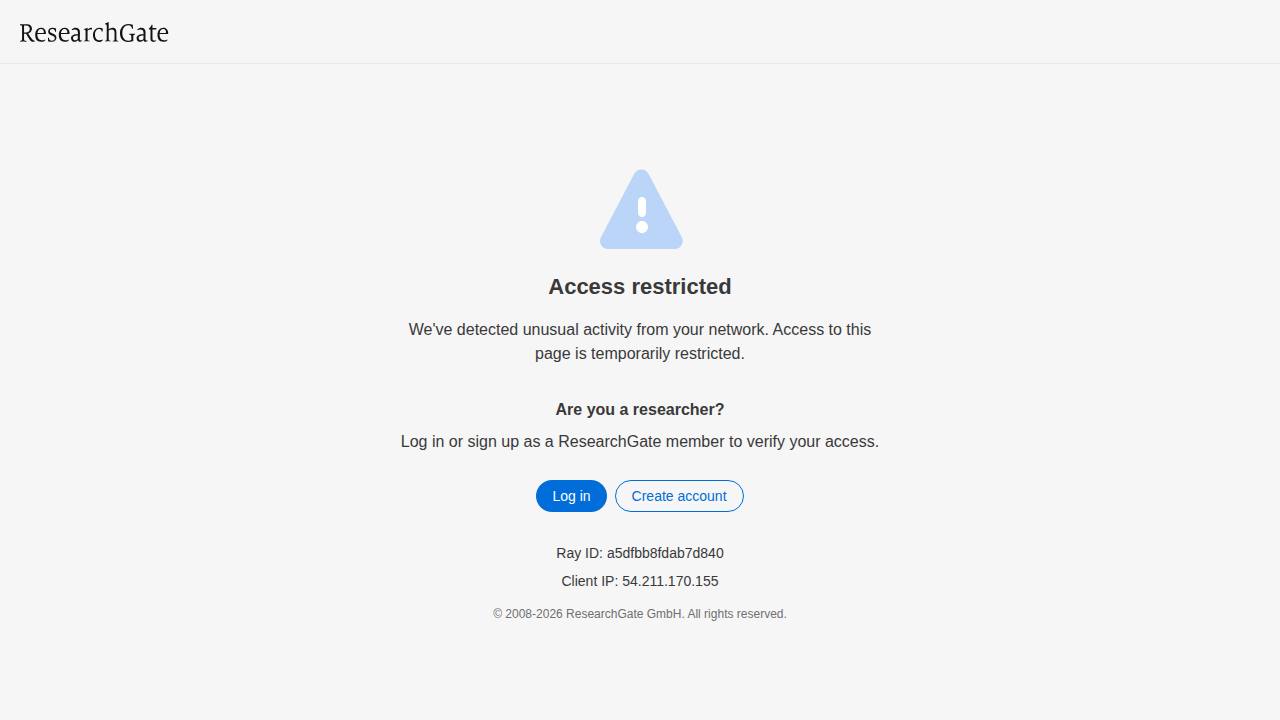 ResearchGate
Access restricted
We've detected unusual activity from your network. Access to this
page is temporarily restricted.
Are you a researcher?
Log in or sign up as a ResearchGate member to verify your access.
Log in
Create account
Ray ID: a5dfbb8fdab7d840
Client IP: 54.211.170.155
© 2008-2026 ResearchGate GmbH. All rights reserved.